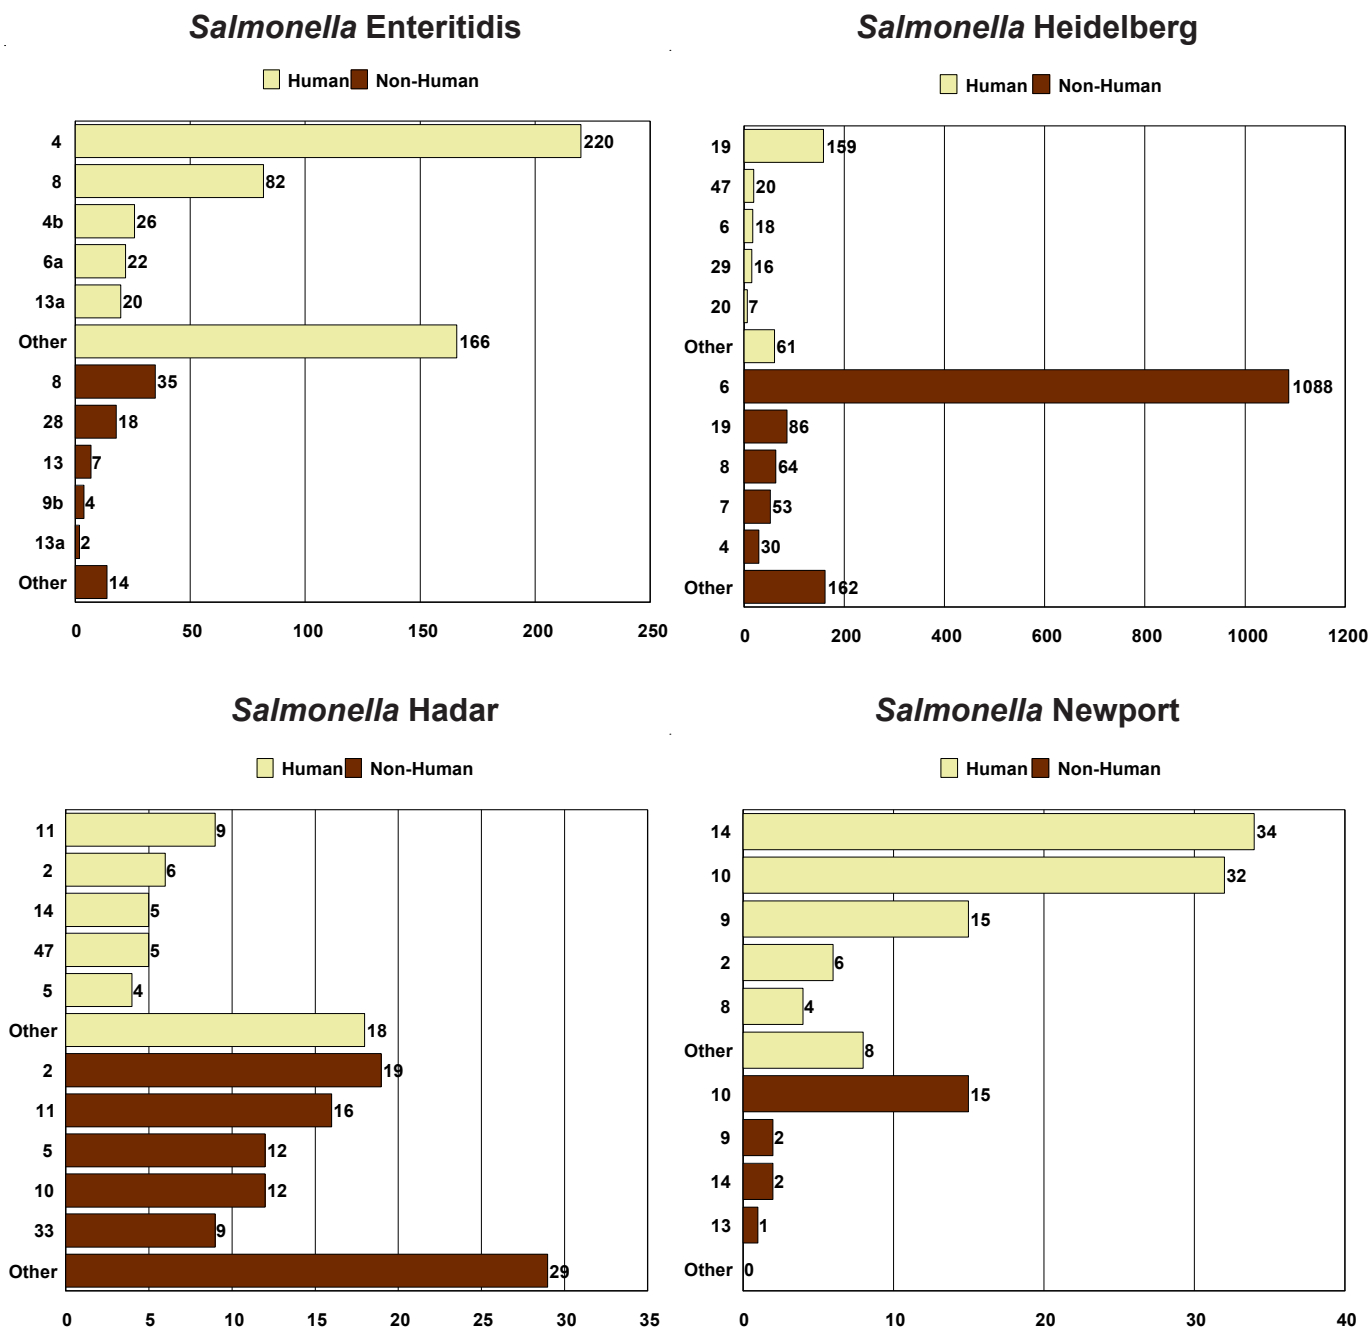 Salmonella Enteritidis
Human Non-Human
4 220
8 82
4b 26
6a 22
13a 20
Other 166
8 35
28 18
13 7
9b 4
13a 2
Other 14
0 50 100 150 200 250
Salmonella Heidelberg
Human Non-Human
19 159
47 20
6 18
29 16
20 7
Other 61
6 1088
19 86
8 64
7 53
4 30
Other 162
0 200 400 600 800 1000 1200
Salmonella Hadar
Human Non-Human
11 9
2 6
14 5
47 5
5 4
Other 18
2 19
11 16
5 12
10 12
33 9
Other 29
0 5 10 15 20 25 30 35
Salmonella Newport
Human Non-Human
14 34
10 32
9 15
2 6
8 4
Other 8
10 15
9 2
14 2
13 1
Other 0
0 10 20 30 40